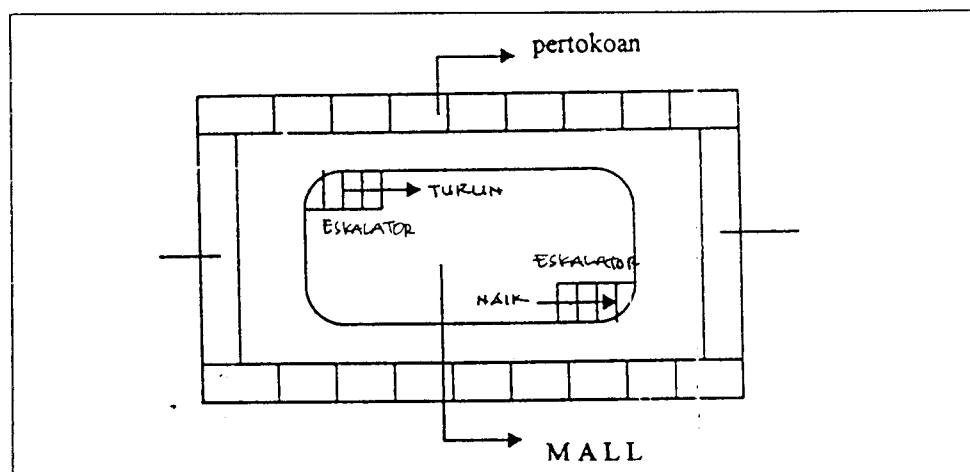 pertokoan
TURUN
ESKALATOR
ESKALATOR
NAIK
MALL